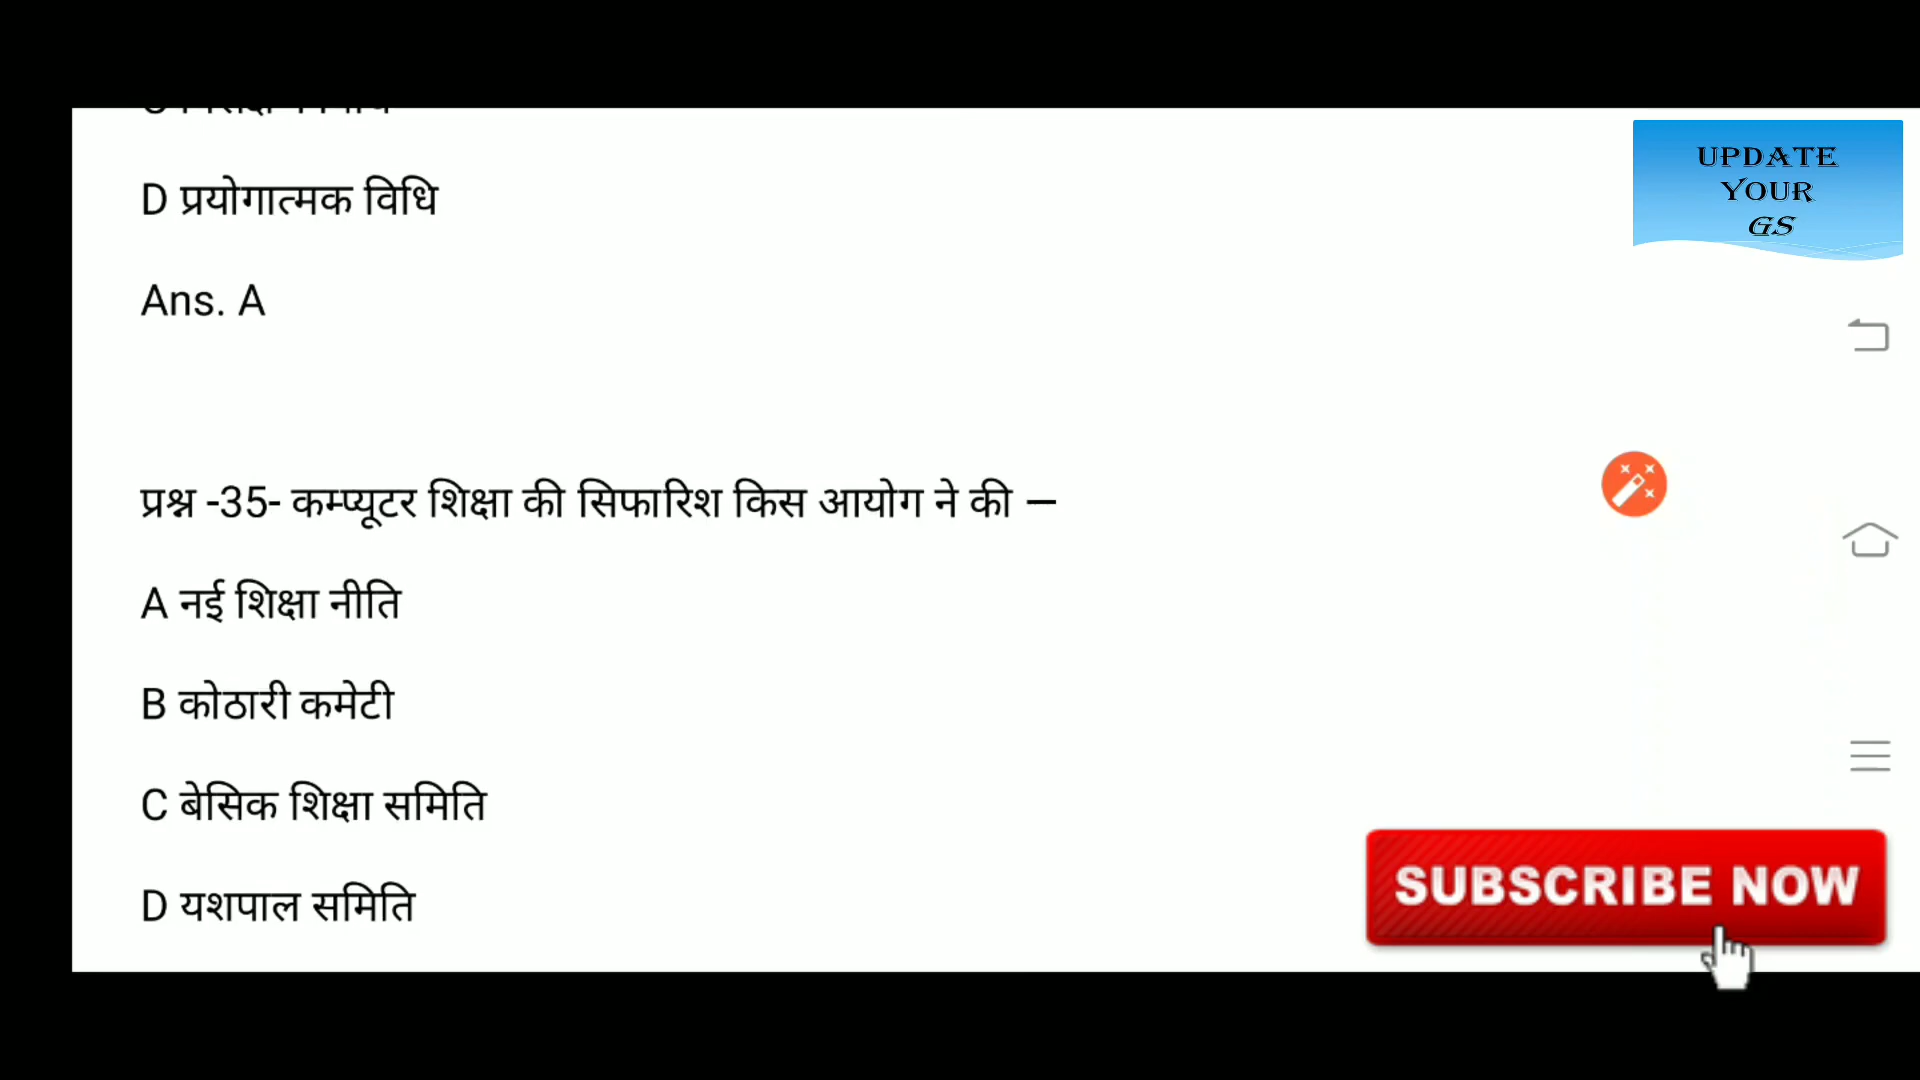 D प्रयोगात्मक विधि
Ans. A
प्रश्न -35- कम्प्यूटर शिक्षा की सिफारिश किस आयोग ने की —
A नई शिक्षा नीति
B कोठारी कमेटी
C बेसिक शिक्षा समिति
D यशपाल समिति
UPDATE
YOUR
GS
SUBSCRIBE NOW